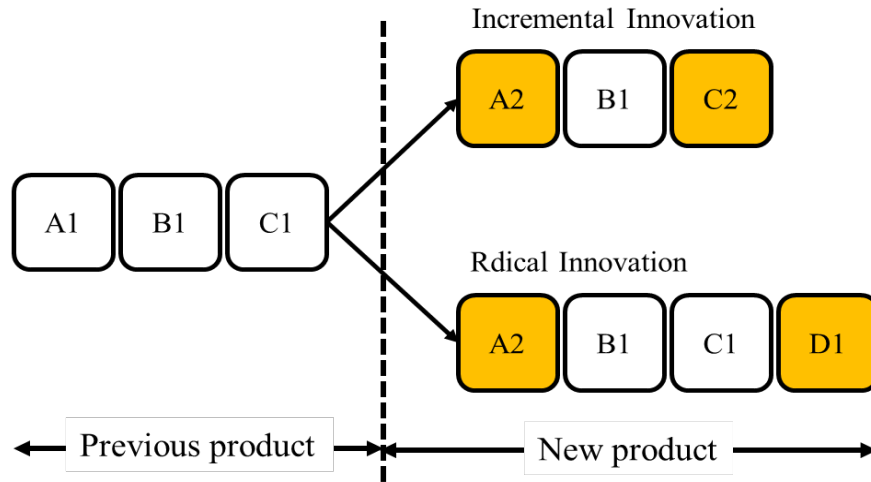 Incremental Innovation
A2 B1 C2
A1 B1 C1
Rdical Innovation
A2 B1 C1 D1
Previous product
New product